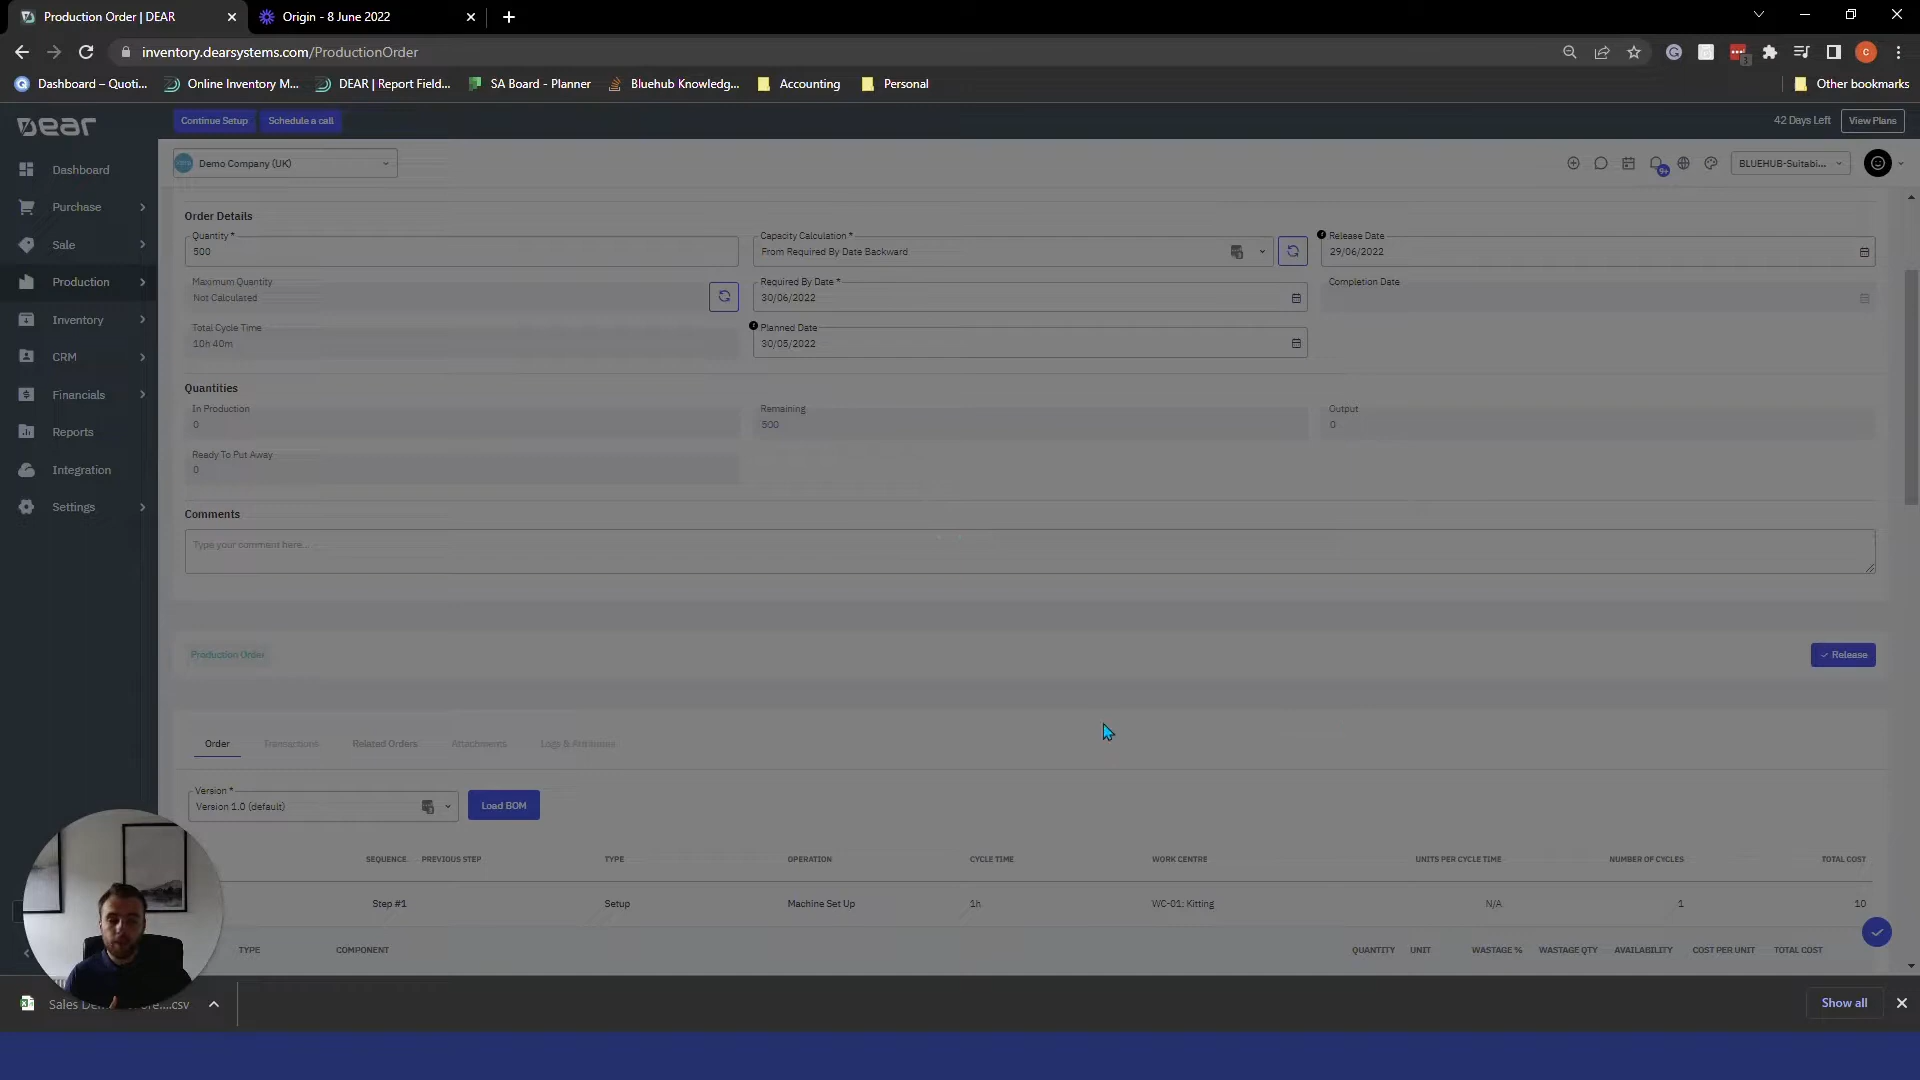 Production Order | DEAR
Origin - 8 June 2022
inventory.dearsystems.com/ProductionOrder
Dashboard – Quoti...
Online Inventory M...
DEAR | Report Field...
SA Board - Planner
Bluehub Knowledg...
Accounting
Personal
Other bookmarks
Dear
Continue Setup
Schedule a call
42 Days Left
View Plans
Demo Company (UK)
9+
BLUEHUB-Suitabi...
Dashboard
Purchase
Sale
Production
Inventory
CRM
Financials
Reports
Integration
Settings
Order Details
Quantity *
500
Capacity Calculation *
From Required By Date Backward
Release Date
29/06/2022
Maximum Quantity
Not Calculated
Required By Date *
30/06/2022
Completion Date
Total Cycle Time
10h 40m
Planned Date
30/05/2022
Quantities
In Production
0
Remaining
500
Output
0
Ready To Put Away
0
Comments
Type your comment here...
Production Order
Release
Order
Transactions
Related Orders
Attachments
Logs & Attributes
Version *
Version 1.0 (default)
Load BOM
SEQUENCE
PREVIOUS STEP
TYPE
OPERATION
CYCLE TIME
WORK CENTRE
UNITS PER CYCLE TIME
NUMBER OF CYCLES
TOTAL COST
Step #1
Setup
Machine Set Up
1h
WC-01: Kitting
N/A
1
10
TYPE
COMPONENT
QUANTITY
UNIT
WASTAGE %
WASTAGE QTY
AVAILABILITY
COST PER UNIT
TOTAL COST
Show all